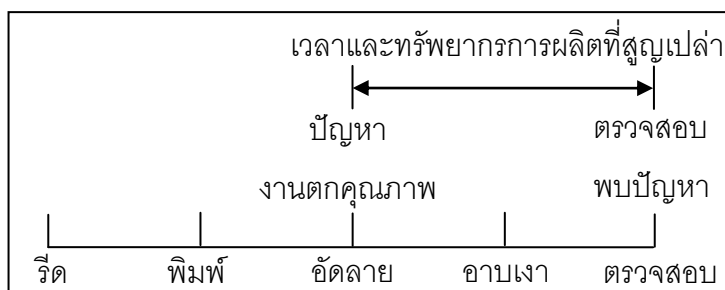 เวลาและทรัพยากรการผลิตที่สูญเปล่า
ปัญหา ตรวจสอบ
งานตกคุณภาพ พบปัญหา
รีด พิมพ์ อัดลาย อาบเงา ตรวจสอบ